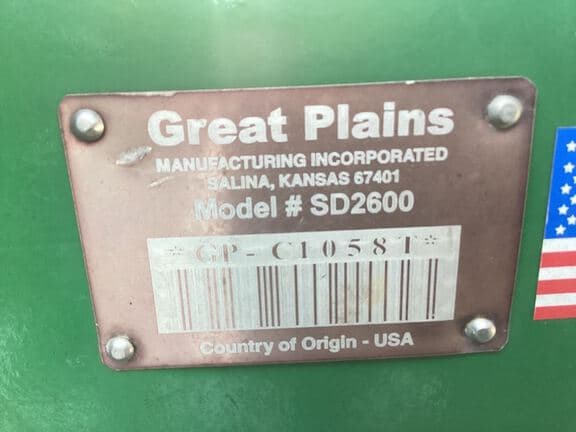 Great Plains
MANUFACTURING INCORPORATED
SALINA, KANSAS 67401
Model # SD2600
*GP-C1058T*
Country of Origin - USA